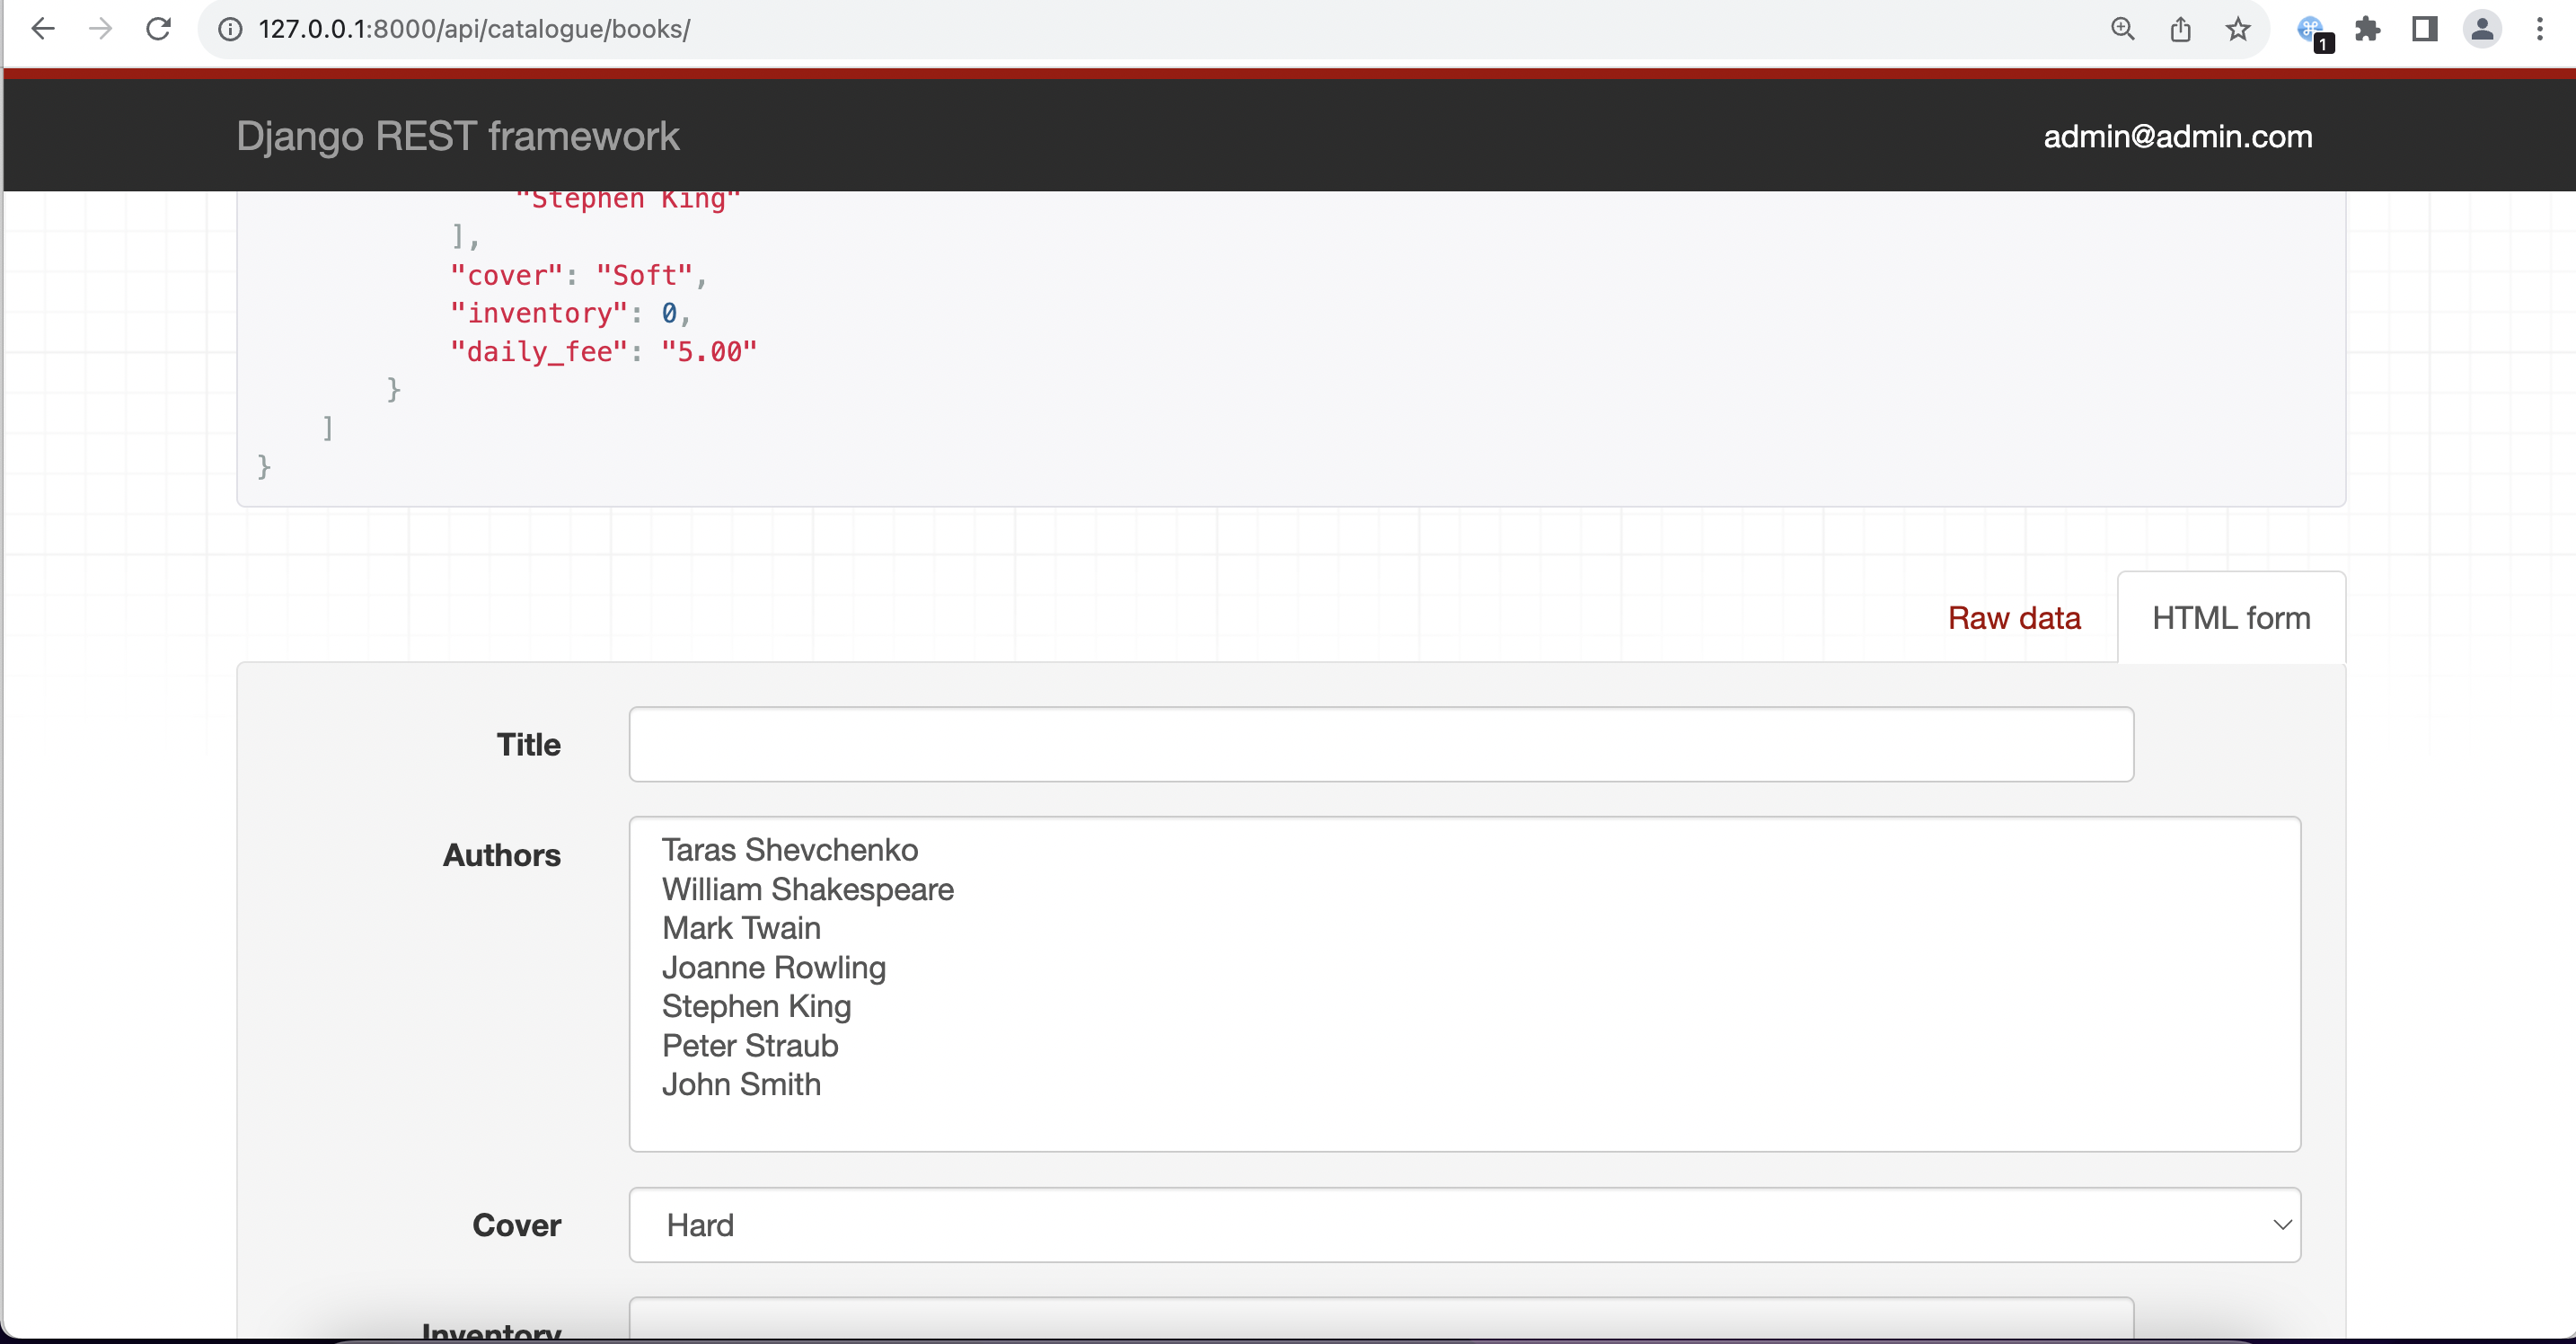 127.0.0.1:8000/api/catalogue/books/
1
Django REST framework
admin@admin.com
"Stephen King"
],
"cover": "Soft",
"inventory": 0,
"daily_fee": "5.00"
}
]
}
Raw data
HTML form
Title
Authors
Taras Shevchenko
William Shakespeare
Mark Twain
Joanne Rowling
Stephen King
Peter Straub
John Smith
Cover
Hard
Inventory